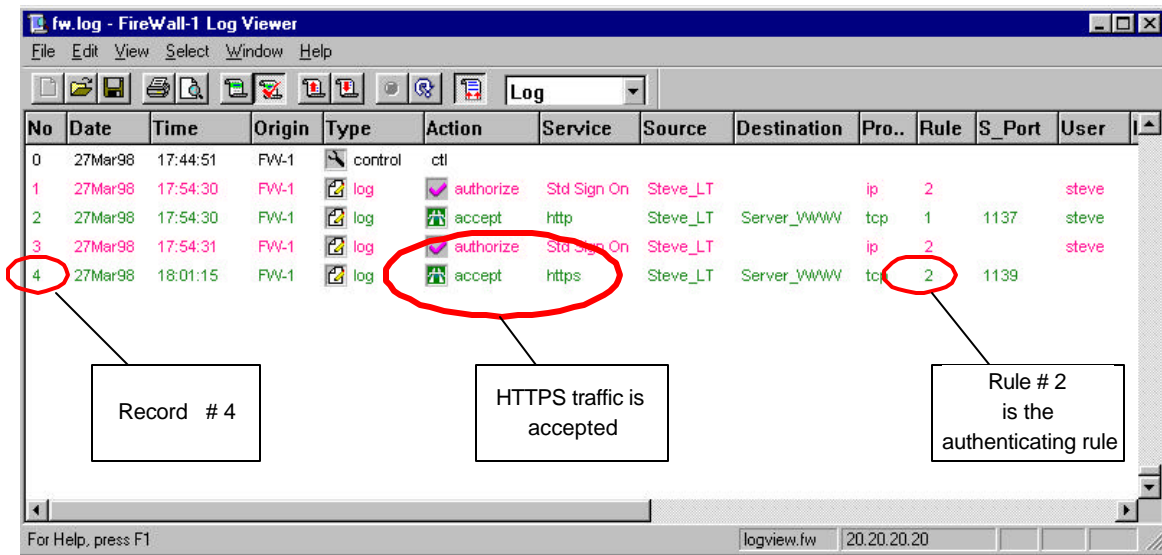 fw.log - FireWall-1 Log Viewer
File Edit View Select Window Help
Log
No Date Time Origin Type Action Service Source Destination Pro.. Rule S_Port User
0 27Mar98 17:44:51 FW-1 control ctl
1 27Mar98 17:54:30 FW-1 log authorize Std Sign On Steve_LT ip 2 steve
2 27Mar98 17:54:30 FW-1 log accept http Steve_LT Server_WWW tcp 1 1137 steve
3 27Mar98 17:54:31 FW-1 log authorize Std Sign On Steve_LT ip 2 steve
4 27Mar98 18:01:15 FW-1 log accept https Steve_LT Server_WWW tcp 2 1139
Record # 4
HTTPS traffic is
accepted
Rule # 2
is the
authenticating rule
For Help, press F1 logview.fw 20.20.20.20